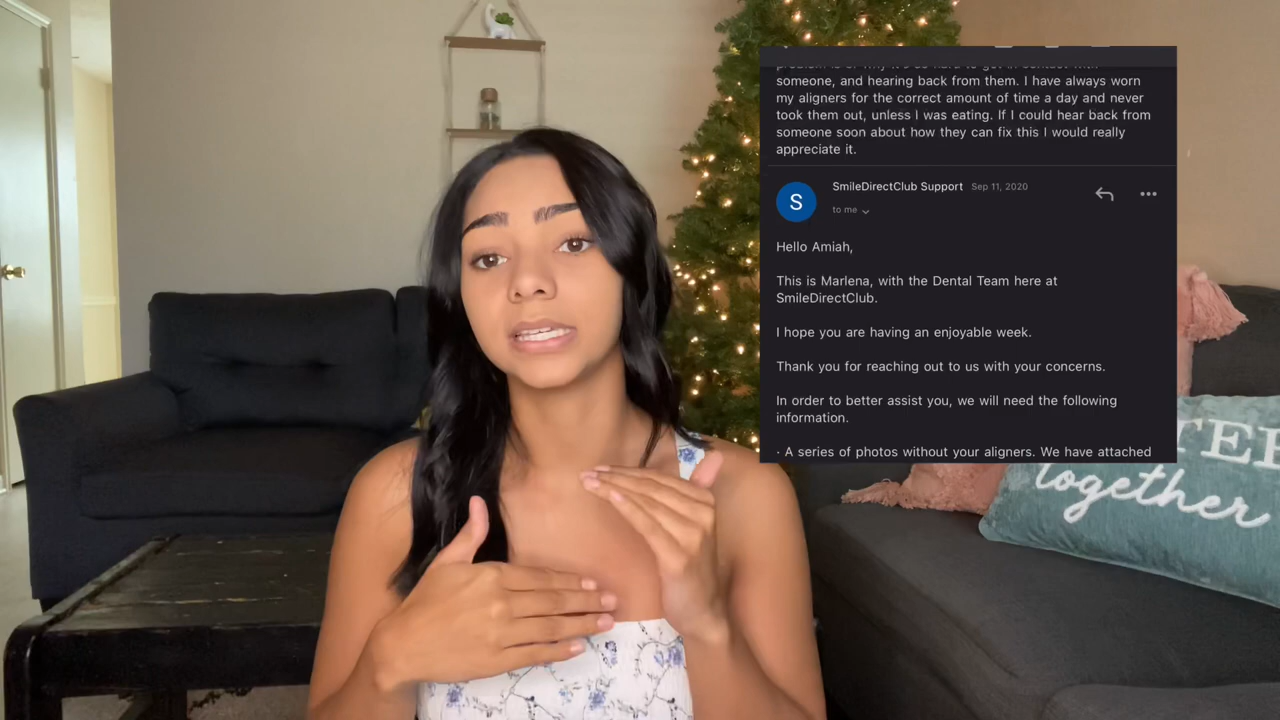 someone, and hearing back from them. I have always worn
my aligners for the correct amount of time a day and never
took them out, unless I was eating. If I could hear back from
someone soon about how they can fix this I would really
appreciate it.
S
SmileDirectClub Support Sep 11, 2020
to me
Hello Amiah,
This is Marlena, with the Dental Team here at
SmileDirectClub.
I hope you are having an enjoyable week.
Thank you for reaching out to us with your concerns.
In order to better assist you, we will need the following
information.
· A series of photos without your aligners. We have attached
together